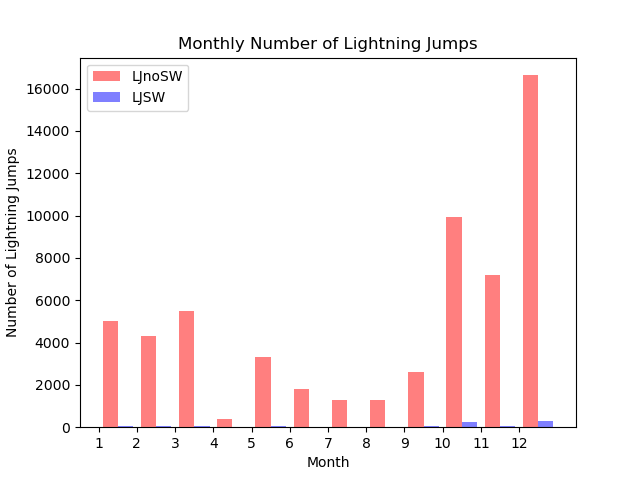 Monthly Number of Lightning Jumps
LJnoSW
LJSW
16000
14000
12000
10000
8000
6000
4000
2000
0
Number of Lightning Jumps
1 2 3 4 5 6 7 8 9 10 11 12
Month